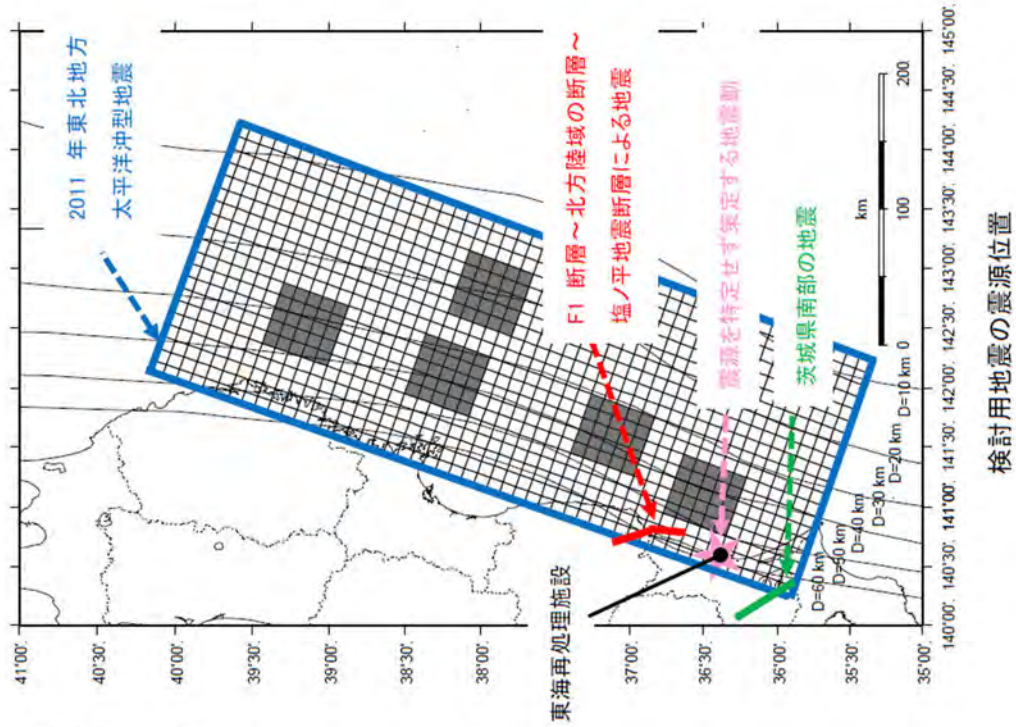 2011 年東北地方
太平洋沖型地震
F1 断層～北方陸域の断層～
塩ノ平地震断層による地震
震源を特定せず策定する地震動
茨城県南部の地震
東海再処理施設
41°00'
40°30'
40°00'
39°30'
39°00'
38°30'
38°00'
37°00'
36°30'
36°00'
35°00'
140°00'
140°30'
141°00'
141°30'
142°00'
142°30'
143°00'
143°30'
144°00'
144°30'
145°00'
D=60 km
D=50 km
D=40 km
D=30 km
D=20 km
D=10 km
km
0
100
200
検討用地震の震源位置